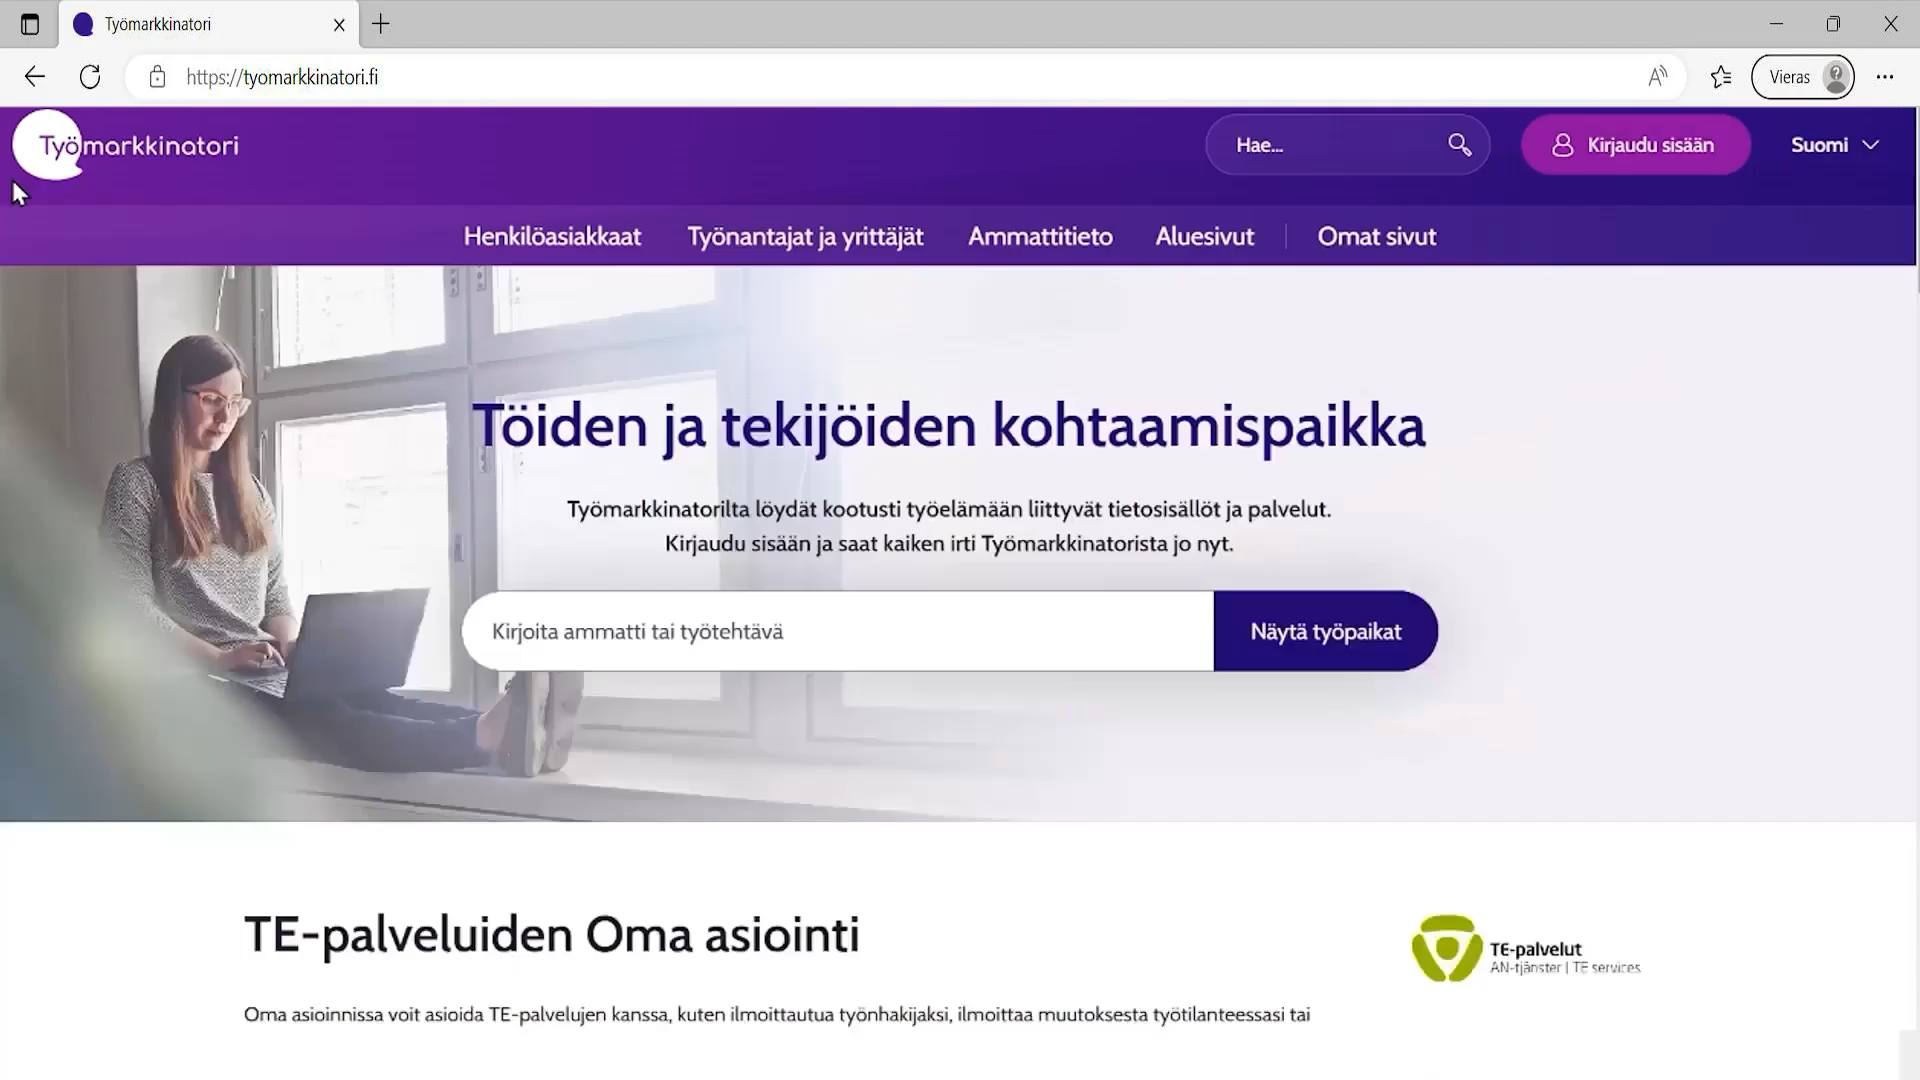 Työmarkkinatori
https://tyomarkkinatori.fi
Vieras
Työmarkkinatori
Hae...
Kirjaudu sisään
Suomi
Henkilöasiakkaat
Työnantajat ja yrittäjät
Ammattitieto
Aluesivut
Omat sivut
Töiden ja tekijöiden kohtaamispaikka
Työmarkkinatorilta löydät kootusti työelämään liittyvät tietosisällöt ja palvelut.
Kirjaudu sisään ja saat kaiken irti Työmarkkinatorista jo nyt.
Kirjoita ammatti tai työtehtävä
Näytä työpaikat
TE-palveluiden Oma asiointi
TE-palvelut
AN-tjänster | TE services
Oma asioinnissa voit asioida TE-palvelujen kanssa, kuten ilmoittautua työnhakijaksi, ilmoittaa muutoksesta työtilanteessasi tai